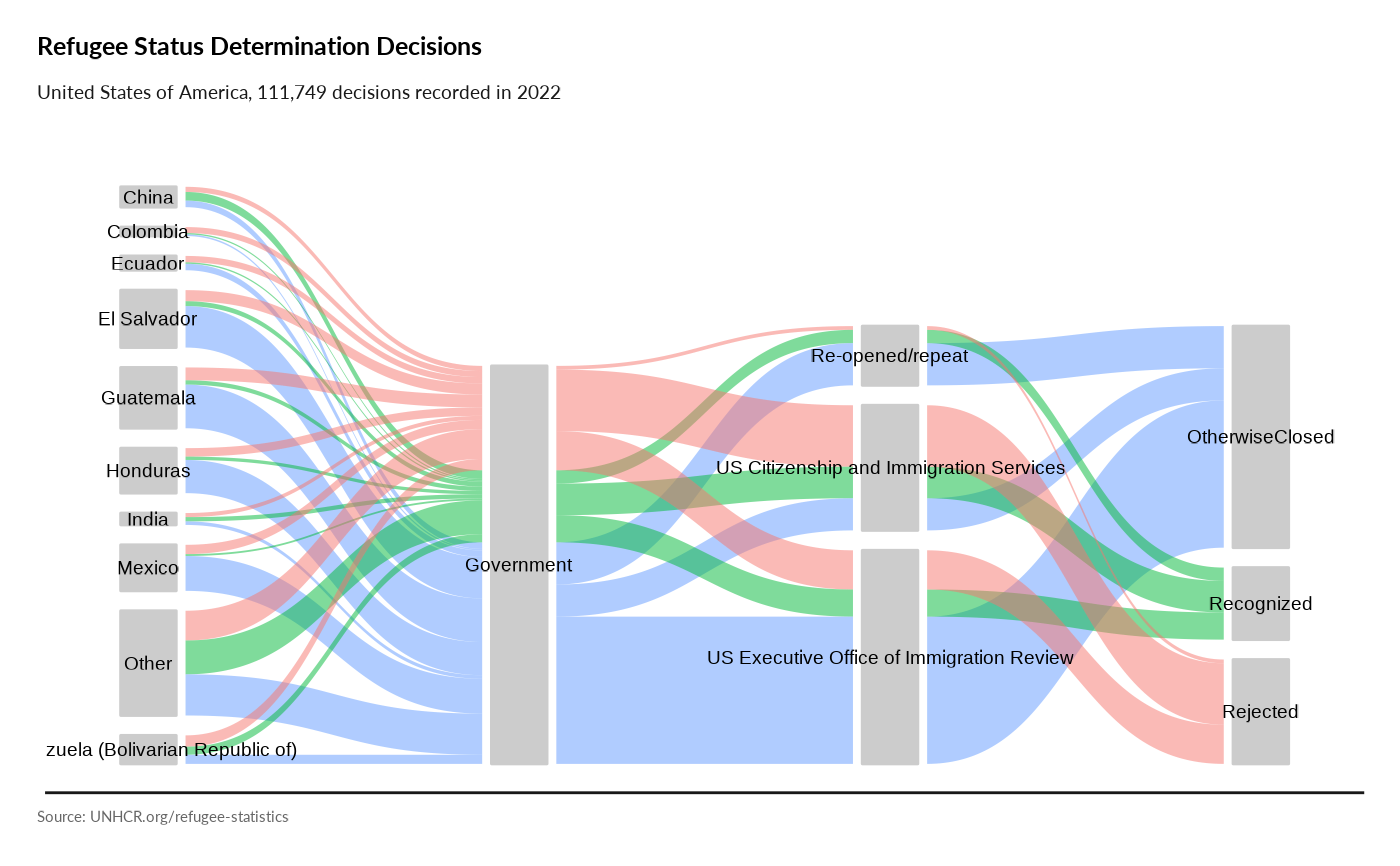 Refugee Status Determination Decisions
United States of America, 111,749 decisions recorded in 2022
China
Colombia
Ecuador
El Salvador
Guatemala
Honduras
India
Mexico
Other
zuela (Bolivarian Republic of)
Government
Re-opened/repeat
US Citizenship and Immigration Services
US Executive Office of Immigration Review
OtherwiseClosed
Recognized
Rejected
Source: UNHCR.org/refugee-statistics